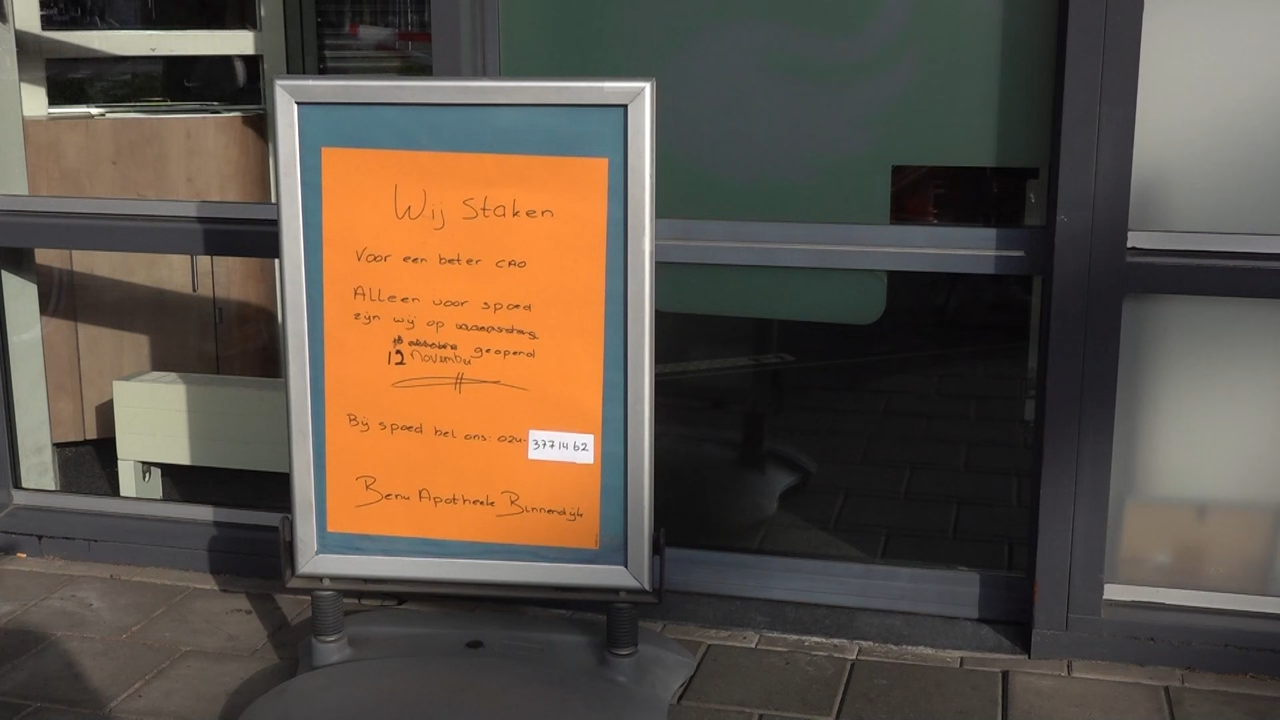 Wij Staken
Voor een beter CAO
Alleen voor spoed
zijn wij op
geopend
12 November
Bij spoed bel ons: 024-
3771462
Benu Apotheek Binnendijk